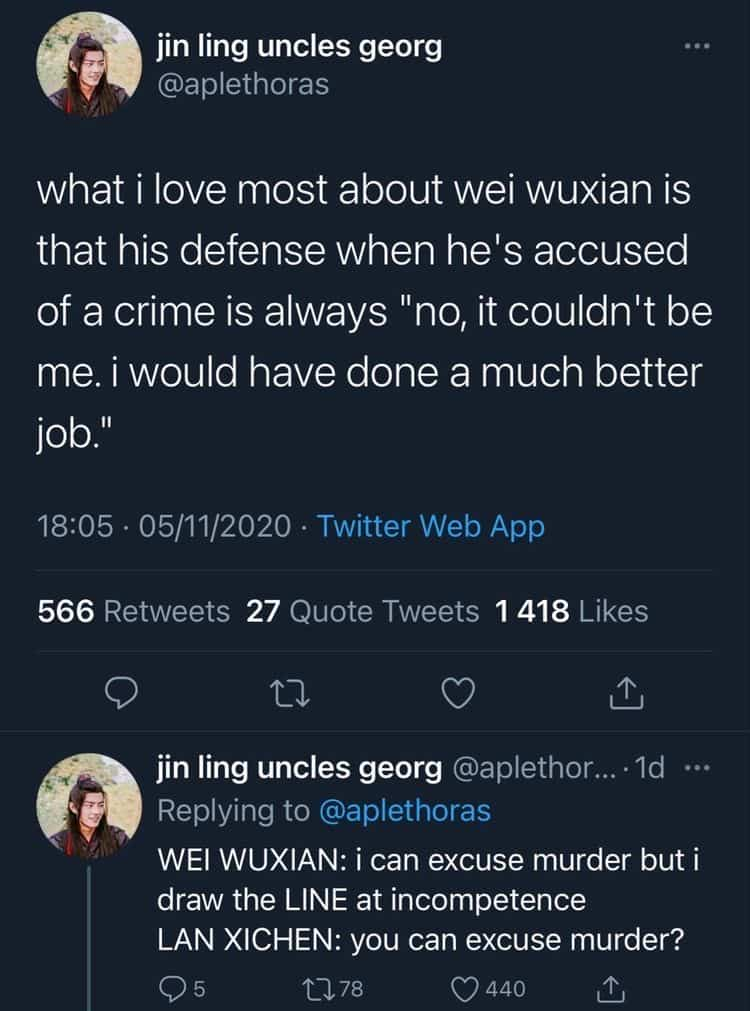 jin ling uncles georg
@aplethoras
what i love most about wei wuxian is
that his defense when he's accused
of a crime is always "no, it couldn't be
me. i would have done a much better
job."
18:05 · 05/11/2020 · Twitter Web App
566 Retweets 27 Quote Tweets 1 418 Likes
jin ling uncles georg @aplethor... · 1d
Replying to @aplethoras
WEI WUXIAN: i can excuse murder but i
draw the LINE at incompetence
LAN XICHEN: you can excuse murder?
5 78 440